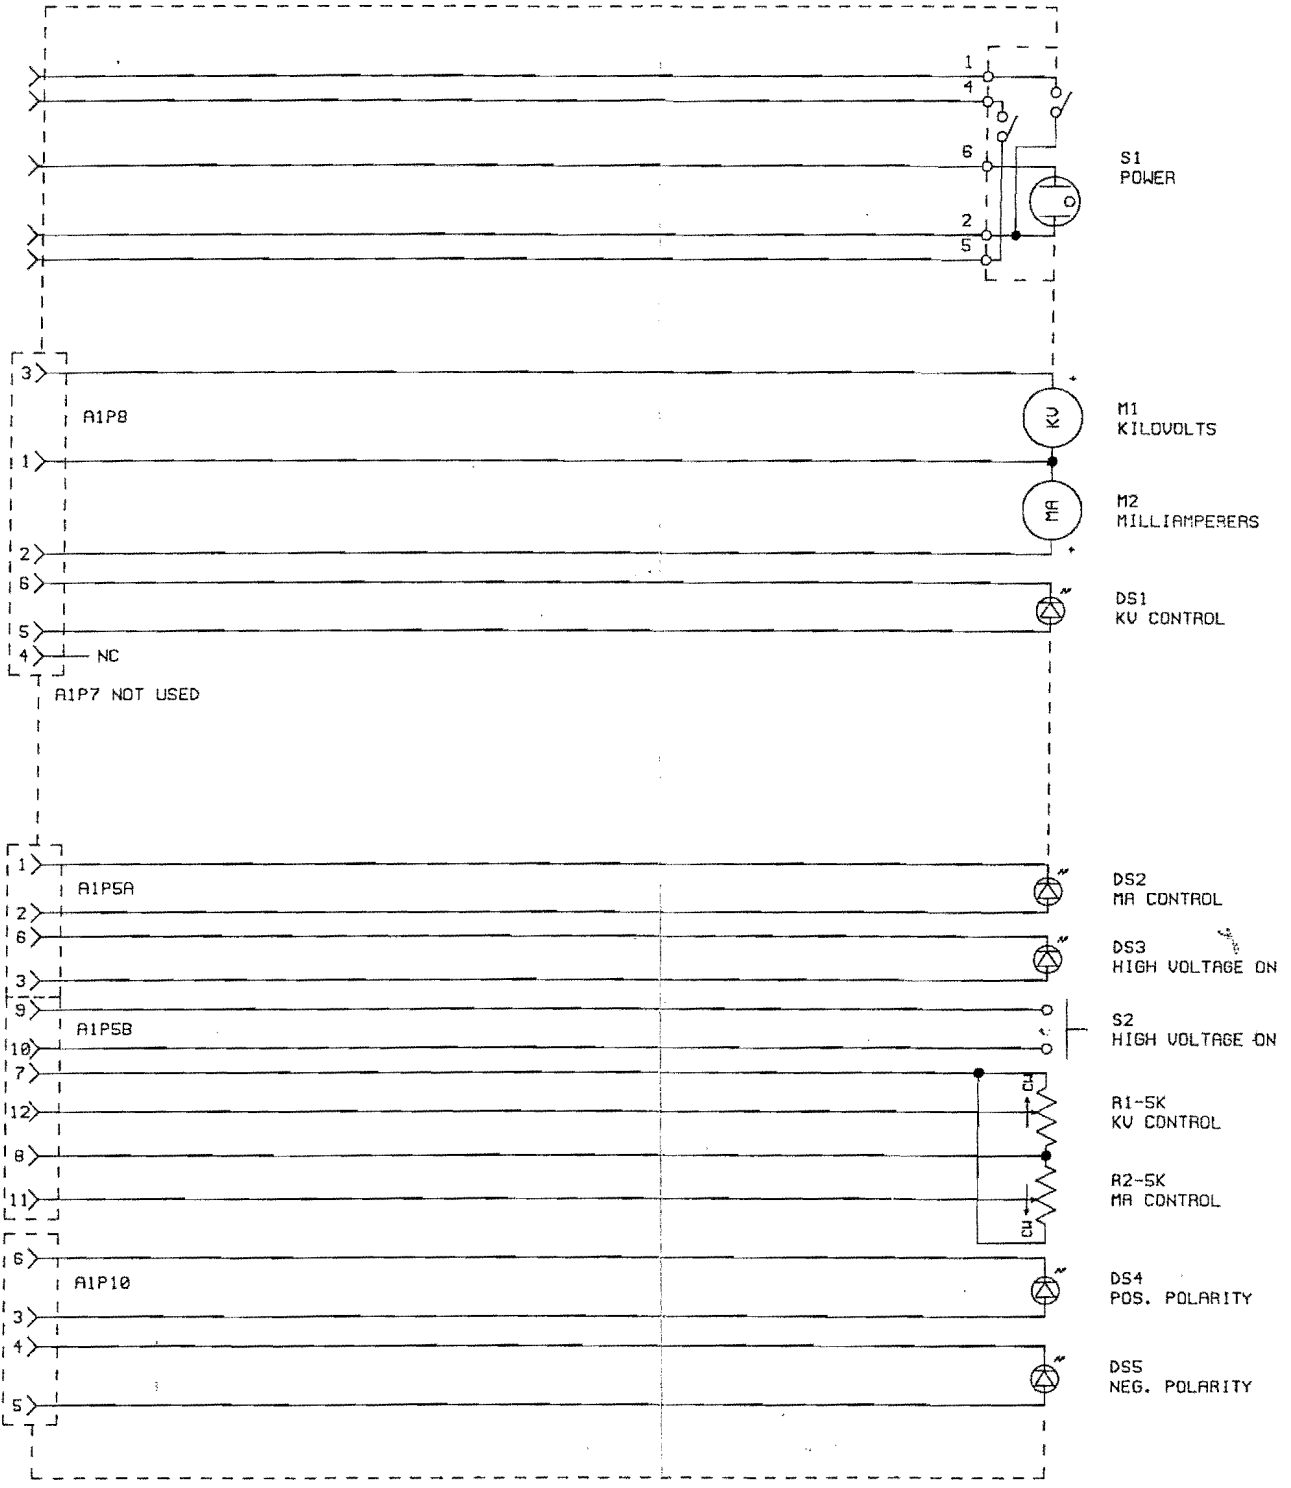 1
4
6
S1
POWER
2
5
3
+
A1P8
KV
M1
KILOVOLTS
1
MA
M2
MILLIAMPERERS
2
+
6
DS1
KV CONTROL
5
4 NC
A1P7 NOT USED
1
A1P5A
DS2
MA CONTROL
2
6
DS3
HIGH VOLTAGE ON
3
9
A1P5B
S2
HIGH VOLTAGE ON
10
7
CW
R1-5K
KV CONTROL
12
8
R2-5K
MA CONTROL
11
CW
6
A1P10
DS4
POS. POLARITY
3
4
DS5
NEG. POLARITY
5